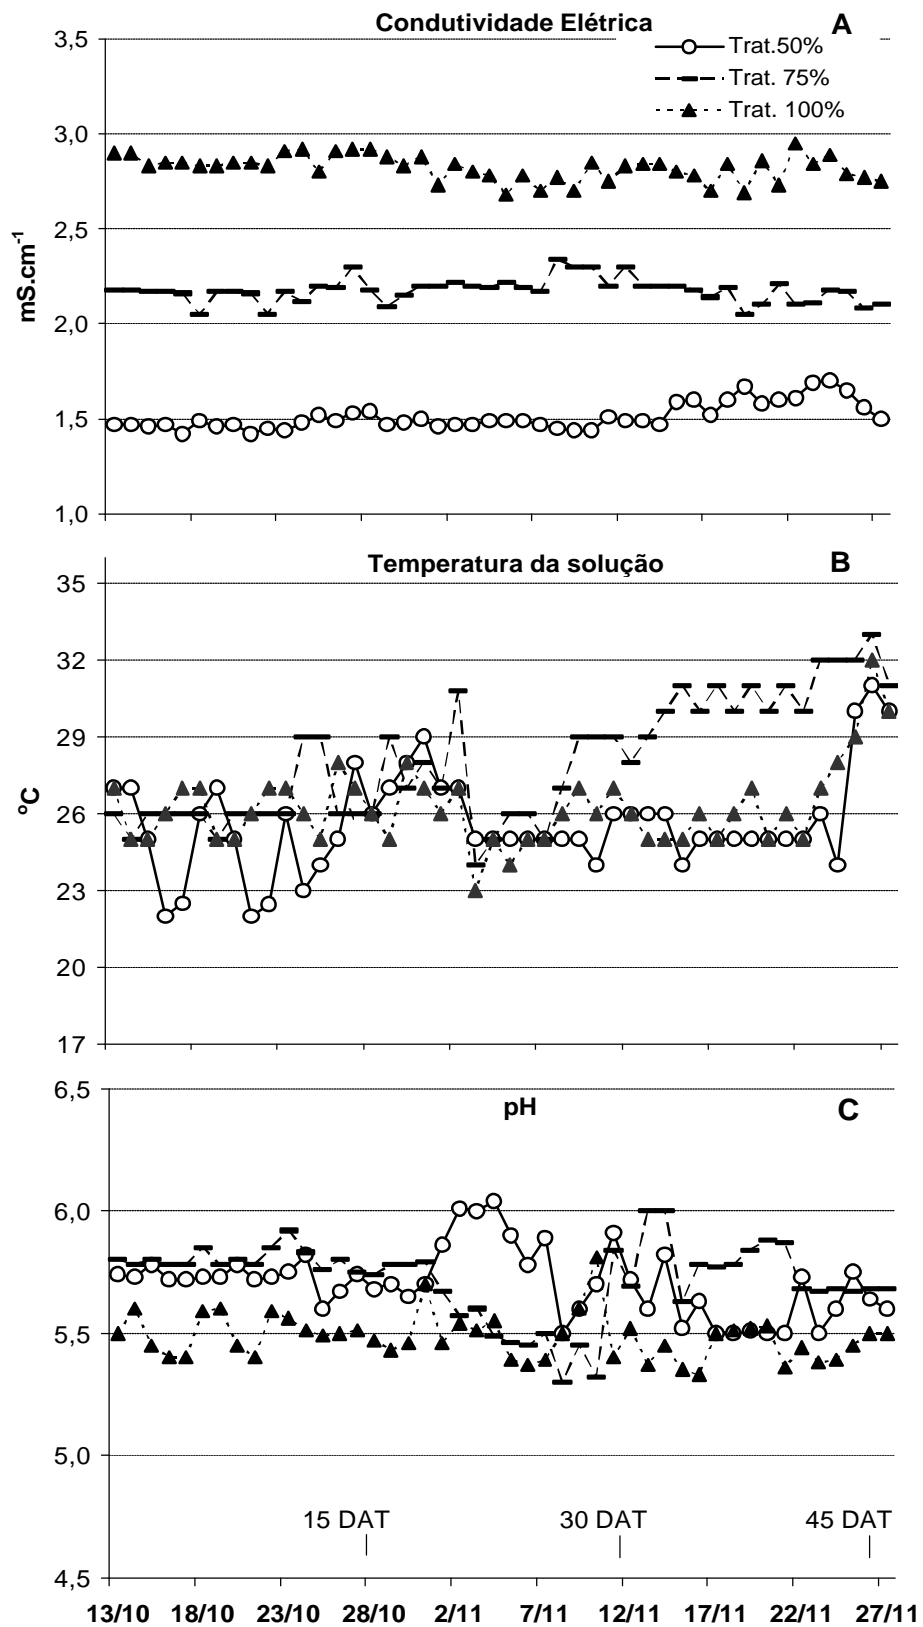 Condutividade Elétrica A
3,5
Trat.50%
Trat. 75%
Trat. 100%
3,0
2,5
2,0
1,5
1,0
mS.cm-1
Temperatura da solução B
35
32
29
26
23
20
17
ºC
pH C
6,5
6,0
5,5
5,0
4,5
15 DAT 30 DAT 45 DAT
13/10 18/10 23/10 28/10 2/11 7/11 12/11 17/11 22/11 27/11